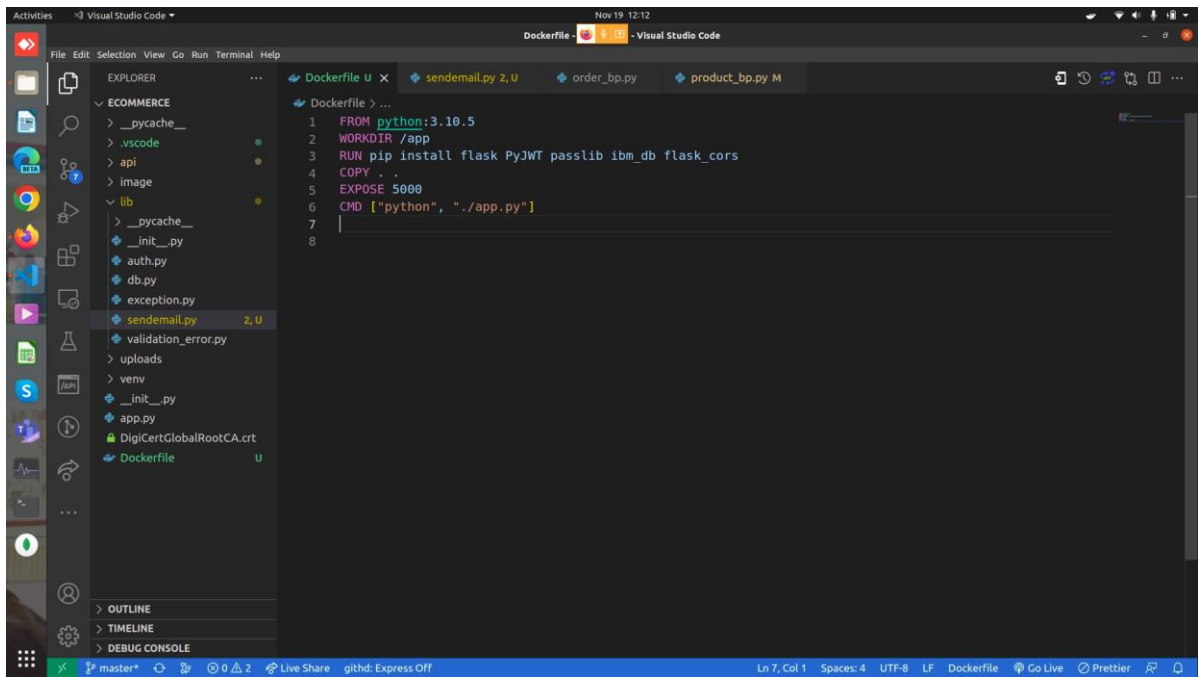 Activities
Visual Studio Code
Nov 19 12:12
Dockerfile - - Visual Studio Code
File Edit Selection View Go Run Terminal Help
EXPLORER
Dockerfile U
sendemail.py 2, U
order_bp.py
product_bp.py M
ECOMMERCE
__pycache__
.vscode
api
image
lib
__pycache__
__init__.py
auth.py
db.py
exception.py
sendemail.py 2, U
validation_error.py
uploads
venv
__init__.py
app.py
DigiCertGlobalRootCA.crt
Dockerfile U
OUTLINE
TIMELINE
DEBUG CONSOLE
Dockerfile > ...
1 FROM python:3.10.5
2 WORKDIR /app
3 RUN pip install flask PyJWT passlib ibm_db flask_cors
4 COPY . .
5 EXPOSE 5000
6 CMD ["python", "./app.py"]
7
8
BETA
7
/API
master* 0 2 Live Share githd: Express Off
Ln 7, Col 1 Spaces: 4 UTF-8 LF Dockerfile Go Live Prettier